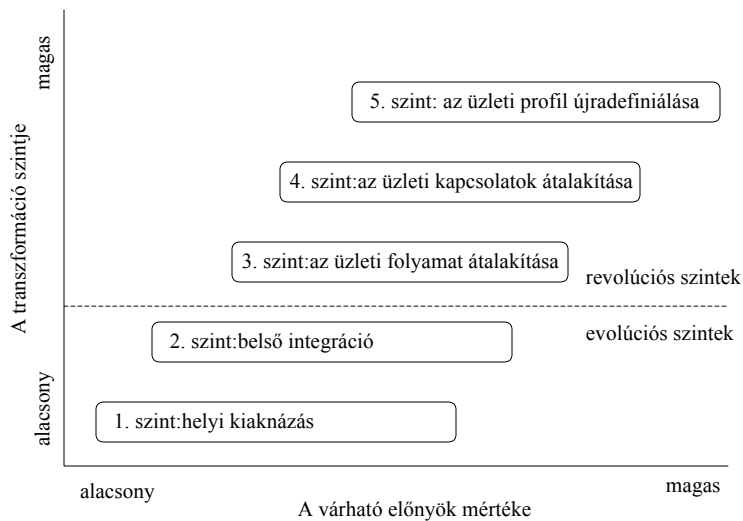 magas
A transzformáció szintje
alacsony
5. szint: az üzleti profil újradefiniálása
4. szint:az üzleti kapcsolatok átalakítása
3. szint:az üzleti folyamat átalakítása
revolúciós szintek
evolúciós szintek
2. szint:belső integráció
1. szint:helyi kiaknázás
alacsony
magas
A várható előnyök mértéke